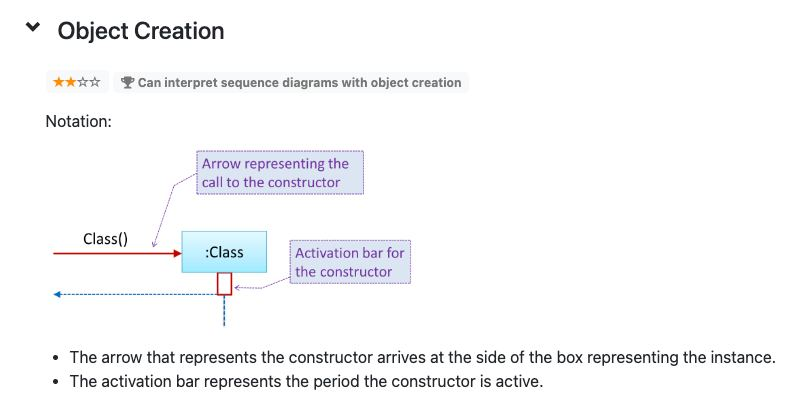 Object Creation
Can interpret sequence diagrams with object creation
Notation:
Arrow representing the
call to the constructor
Class()
:Class
Activation bar for
the constructor
• The arrow that represents the constructor arrives at the side of the box representing the instance.
• The activation bar represents the period the constructor is active.